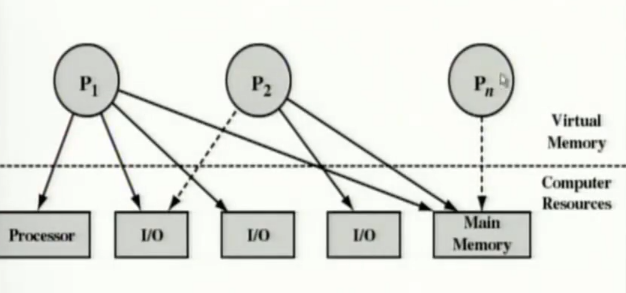 P1
P2
Pn
Virtual
Memory
Computer
Resources
Processor
I/O
I/O
I/O
Main
Memory